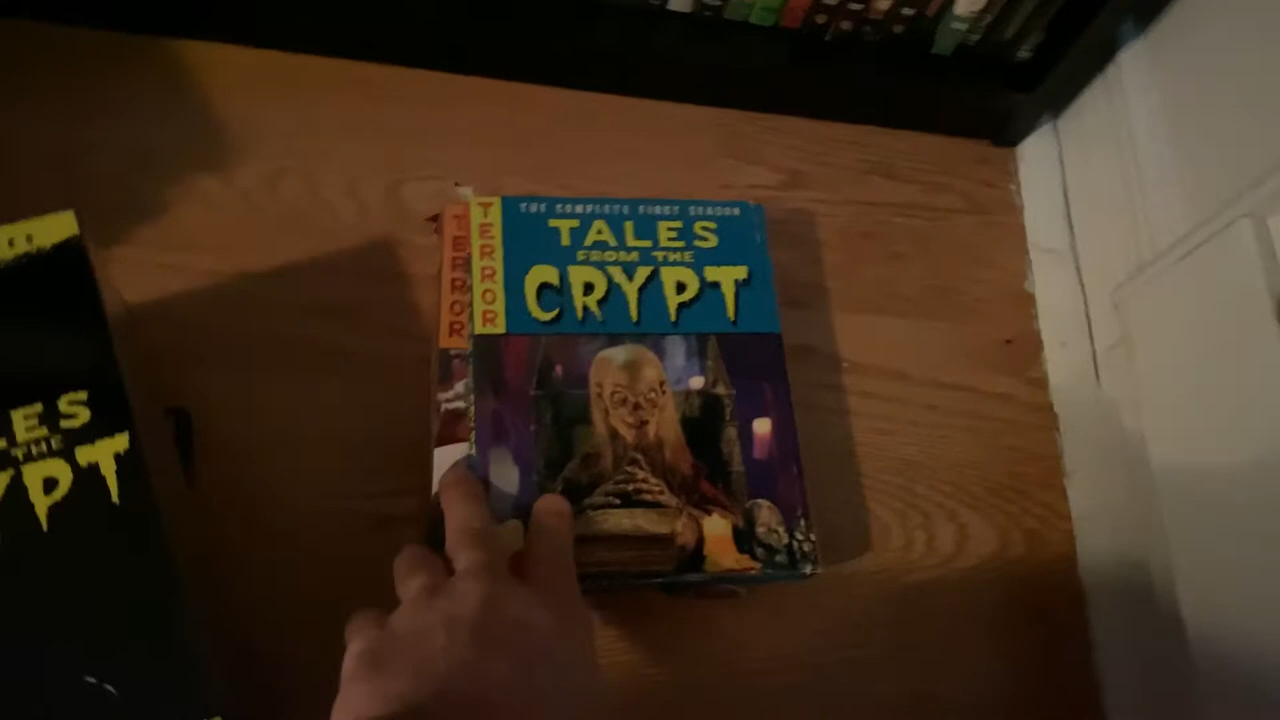 THE COMPLETE FIRST SEASON
TALES
FROM THE
CRYPT
TERROR
TERROR
LES
THE
YPT